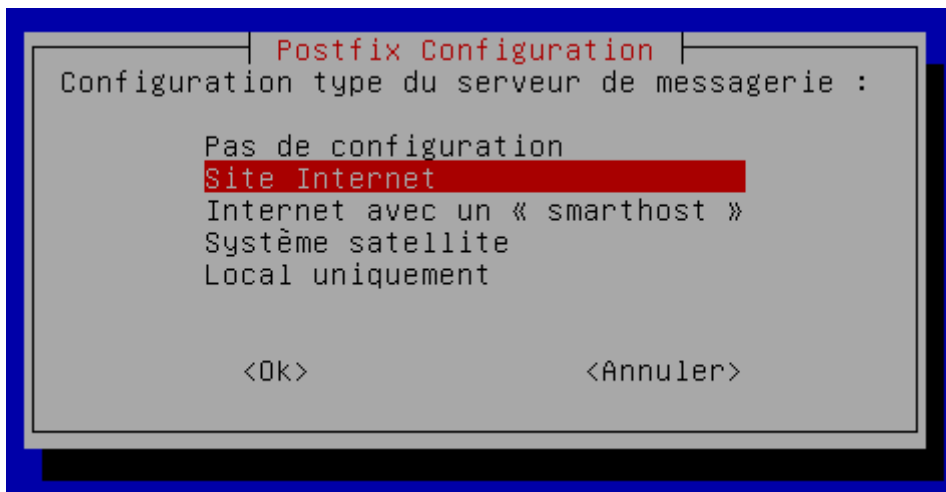 Postfix Configuration
Configuration type du serveur de messagerie :
Pas de configuration
Site Internet
Internet avec un « smarthost »
Système satellite
Local uniquement
<Ok> <Annuler>